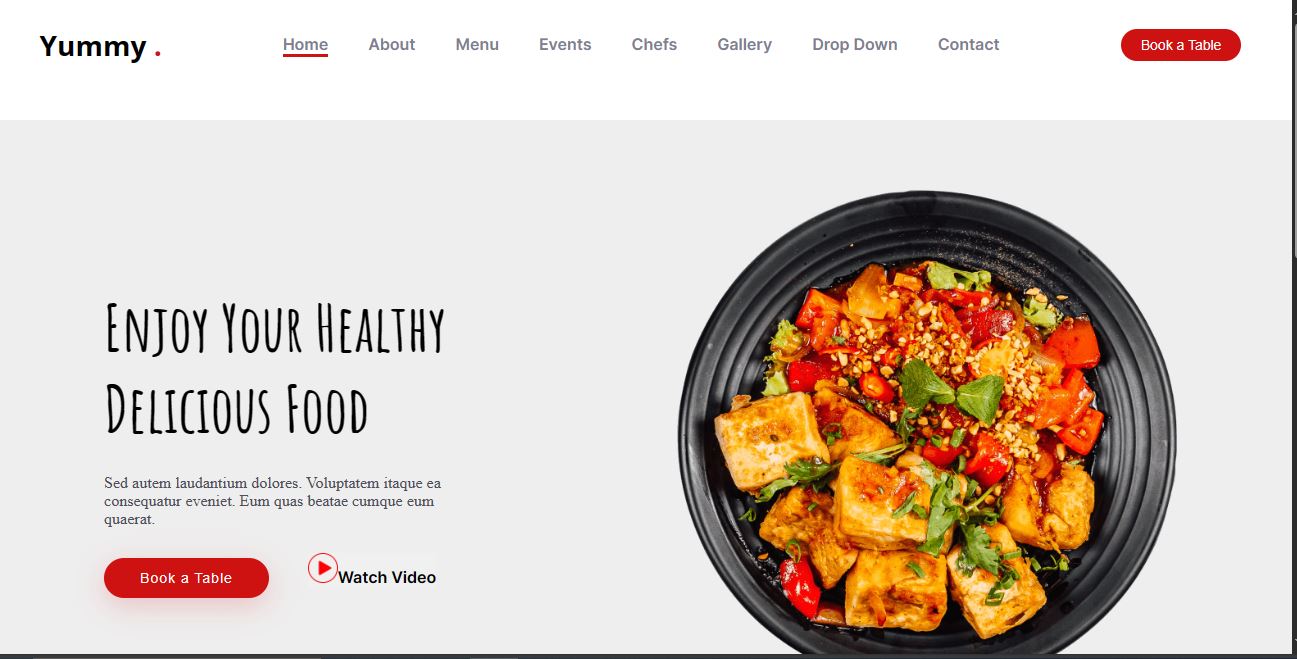 Yummy .
Home About Menu Events Chefs Gallery Drop Down Contact
Book a Table
Enjoy Your Healthy
Delicious Food
Sed autem laudantium dolores. Voluptatem itaque ea
consequatur eveniet. Eum quas beatae cumque eum
quaerat.
Book a Table
Watch Video